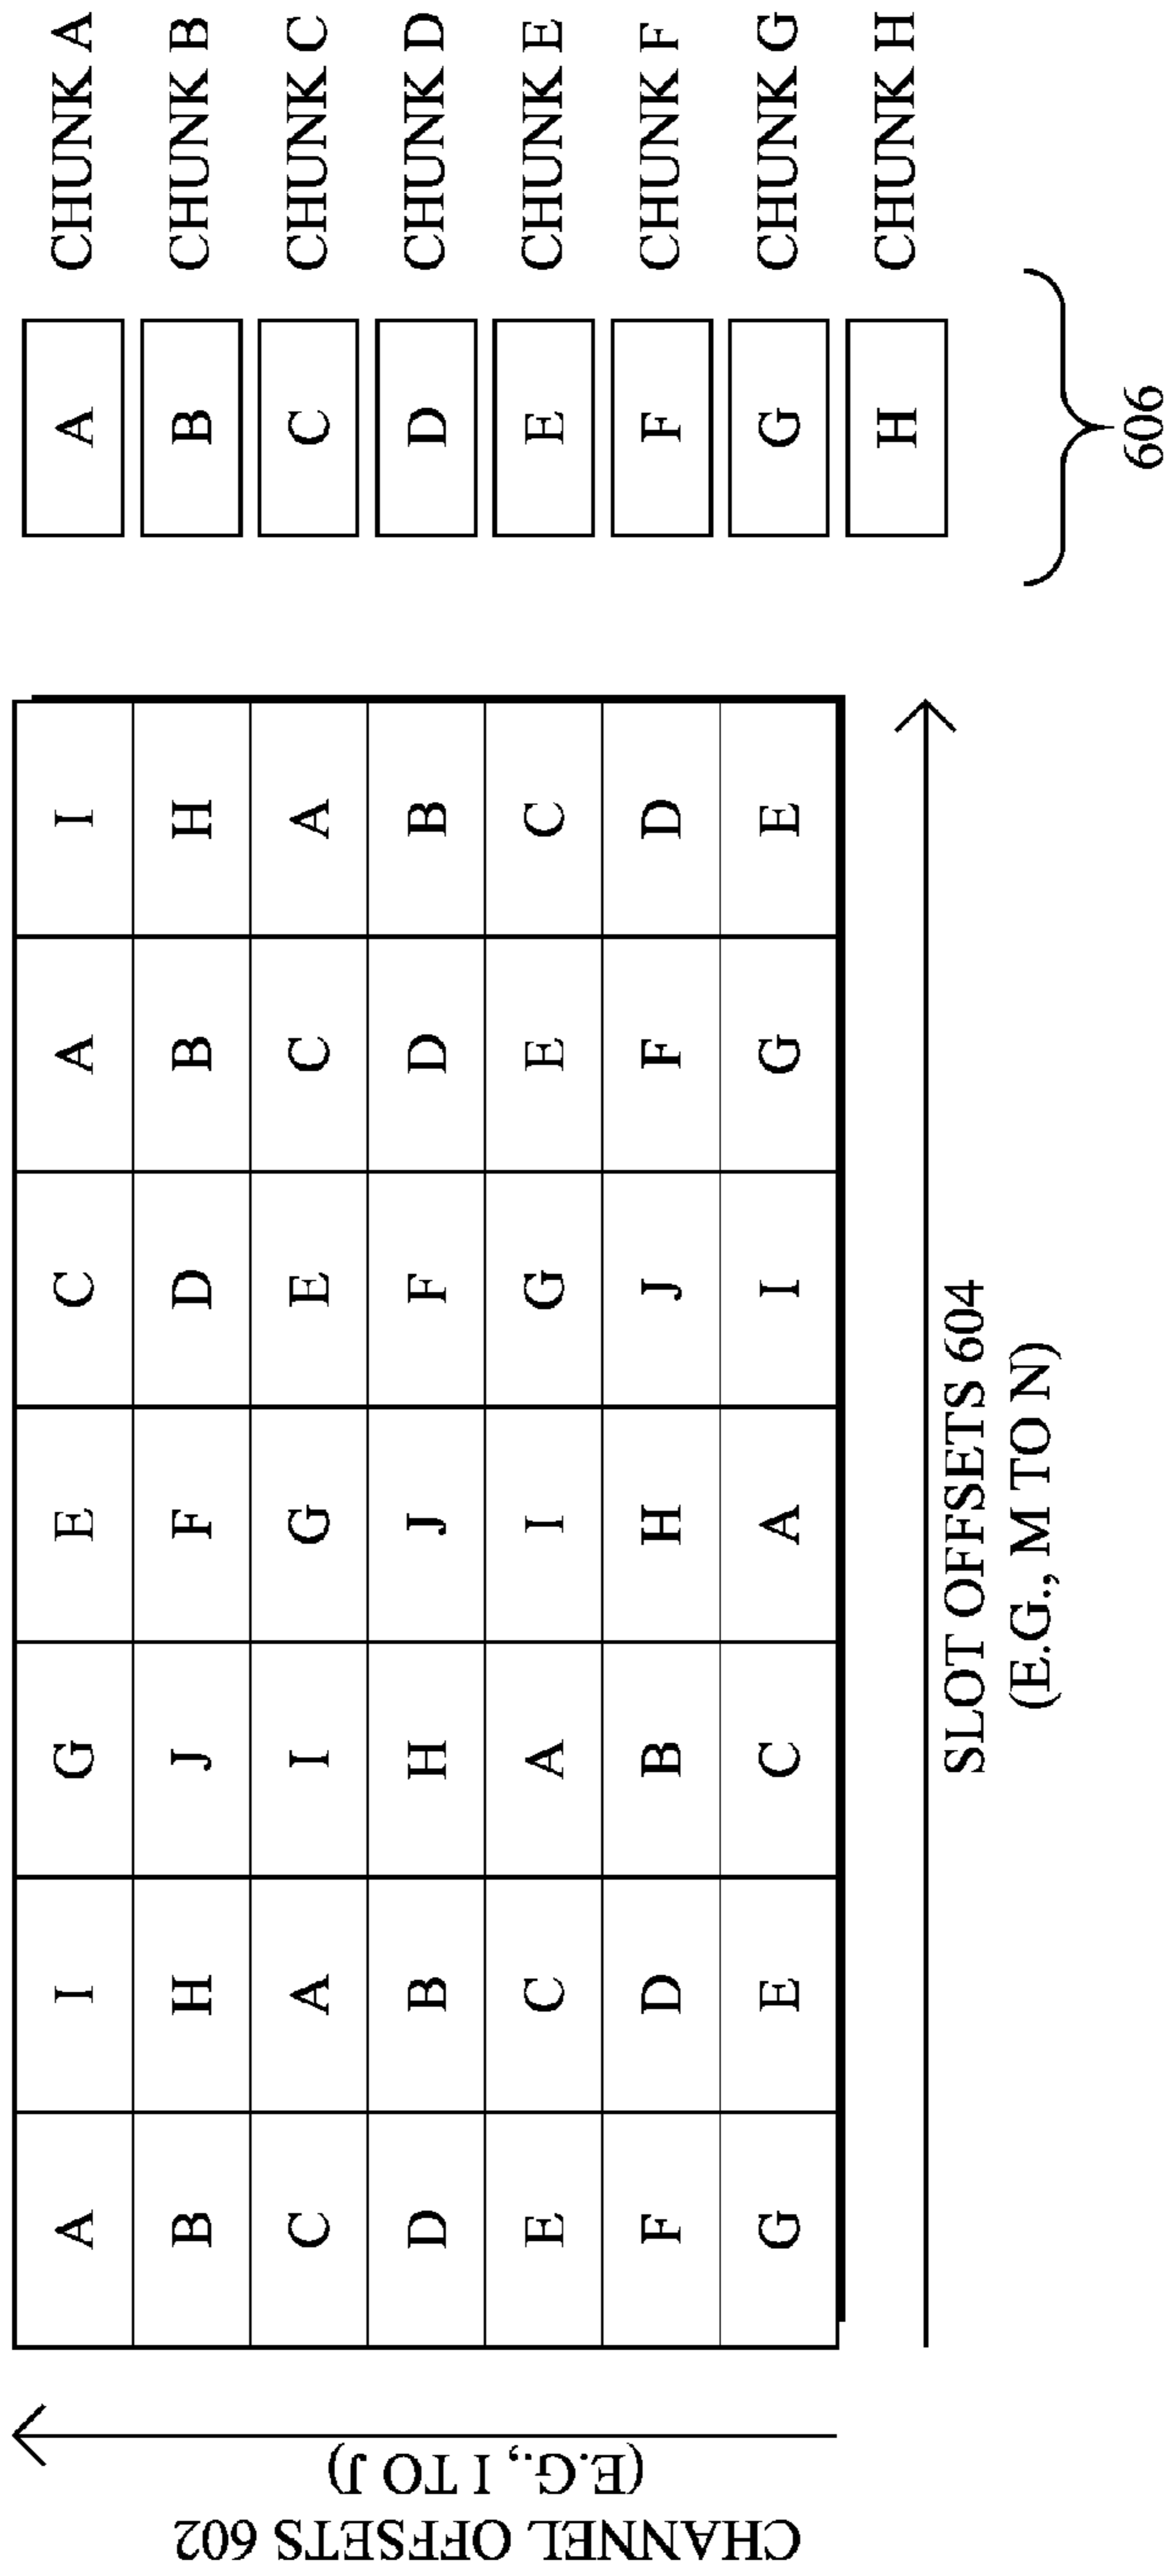 CHANNEL OFFSETS 602
(E.G., I TO J)
A I G E C A I
B H J F D B H
C A I G E C A
D B H J F D B
E C A I G E C
F D B H J F D
G E C A I G E
SLOT OFFSETS 604
(E.G., M TO N)
A CHUNK A
B CHUNK B
C CHUNK C
D CHUNK D
E CHUNK E
F CHUNK F
G CHUNK G
H CHUNK H
606